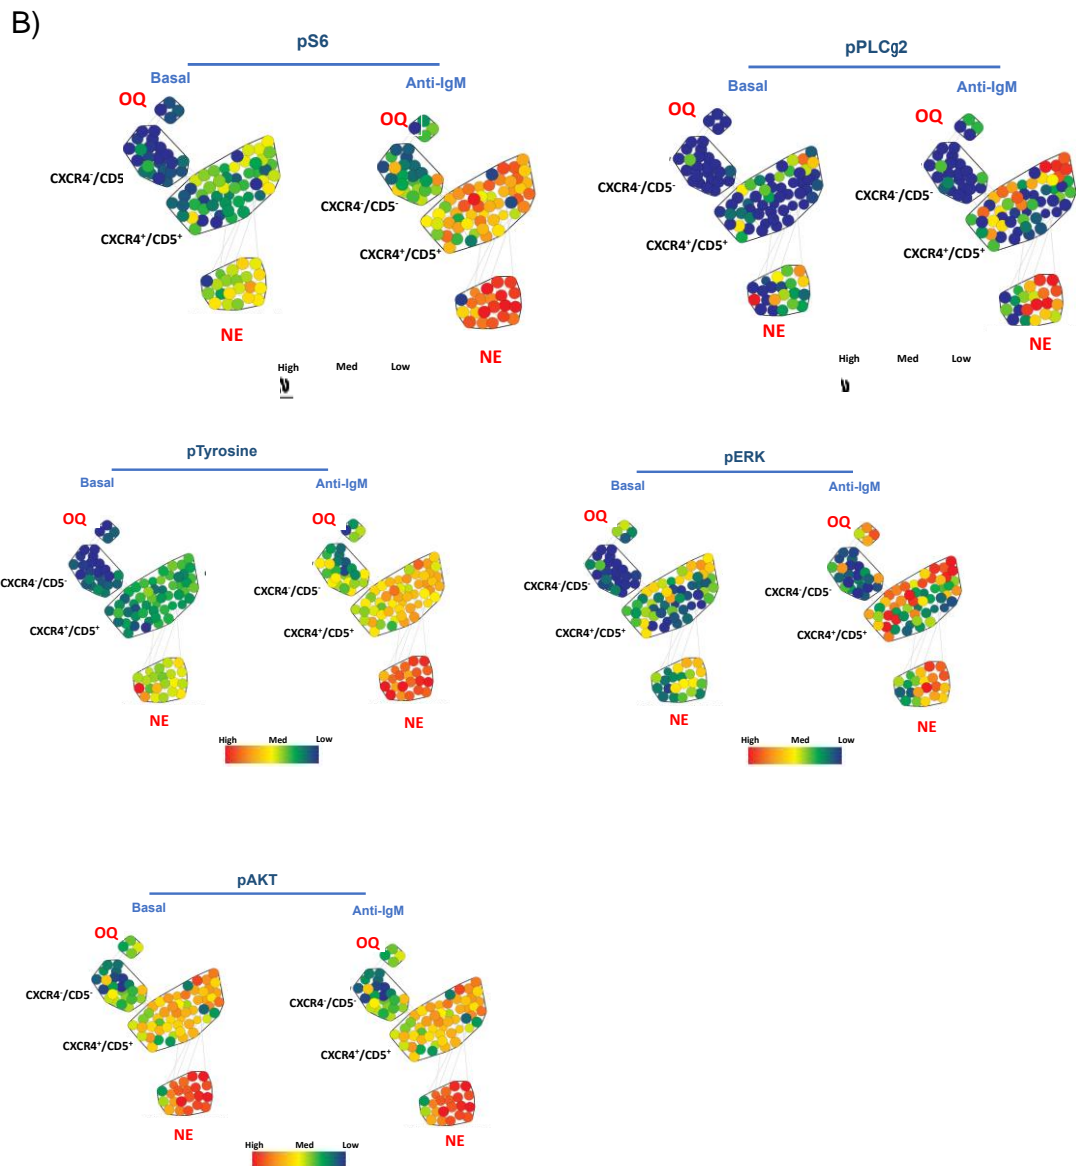 B)
pS6
Basal
Anti-IgM
OQ
OQ
CXCR4⁻/CD5
CXCR4⁻/CD5⁻
CXCR4⁺/CD5⁺
CXCR4⁺/CD5⁺
NE
NE
High Med Low
pPLCg2
Basal
Anti-IgM
OQ
OQ
CXCR4⁻/CD5⁻
CXCR4⁻/CD5⁻
CXCR4⁺/CD5⁺
CXCR4⁺/CD5⁺
NE
NE
High Med Low
pTyrosine
Basal
Anti-IgM
OQ
OQ
CXCR4⁻/CD5⁻
CXCR4⁻/CD5⁻
CXCR4⁺/CD5⁺
CXCR4⁺/CD5⁺
NE
NE
High Med Low
pERK
Basal
Anti-IgM
OQ
OQ
CXCR4⁻/CD5⁻
CXCR4⁻/CD5⁻
CXCR4⁺/CD5⁺
CXCR4⁺/CD5⁺
NE
NE
High Med Low
pAKT
Basal
Anti-IgM
OQ
OQ
CXCR4⁻/CD5⁻
CXCR4⁻/CD5⁻
CXCR4⁺/CD5⁺
CXCR4⁺/CD5⁺
NE
NE
High Med Low